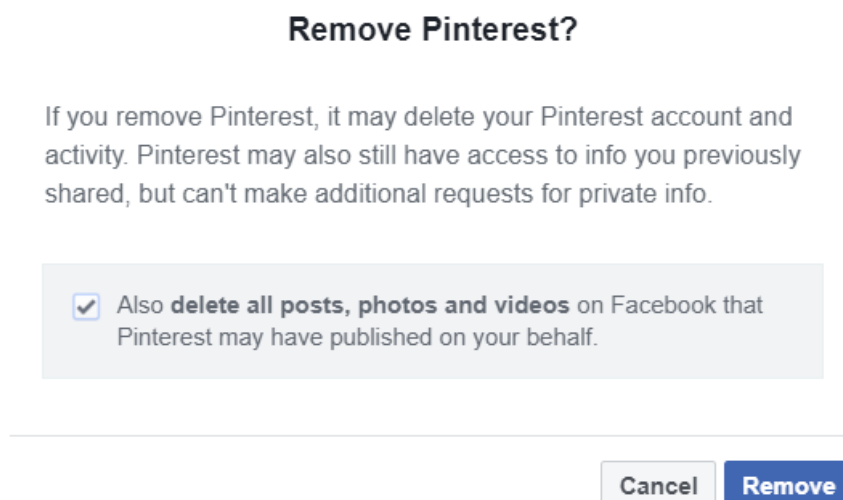 Remove Pinterest?
If you remove Pinterest, it may delete your Pinterest account and
activity. Pinterest may also still have access to info you previously
shared, but can't make additional requests for private info.
Also delete all posts, photos and videos on Facebook that
Pinterest may have published on your behalf.
Cancel Remove